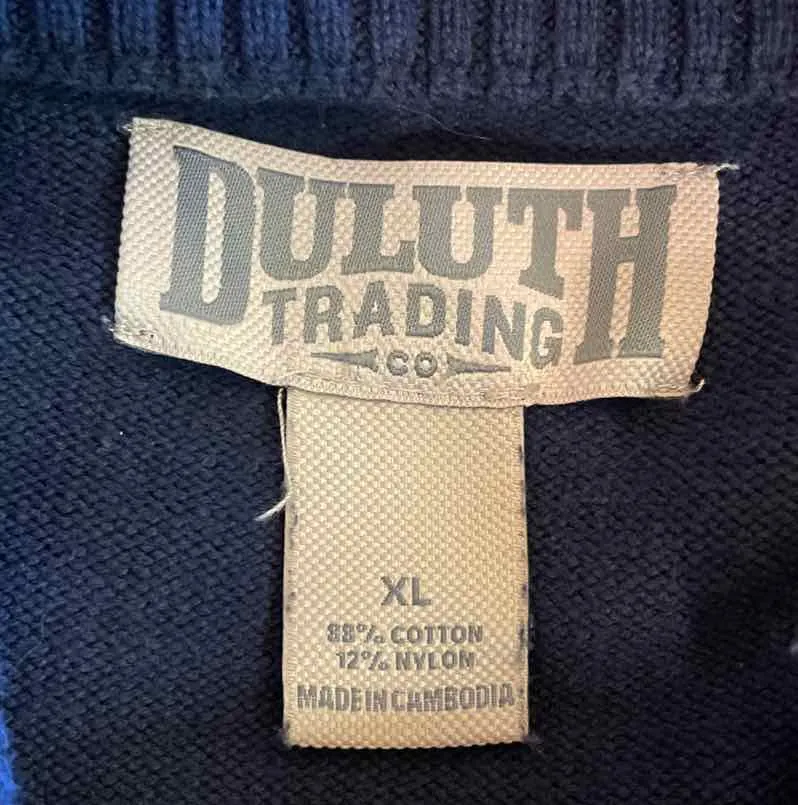 DULUTH
TRADING
CO
XL
88% COTTON
12% NYLON
MADE IN CAMBODIA